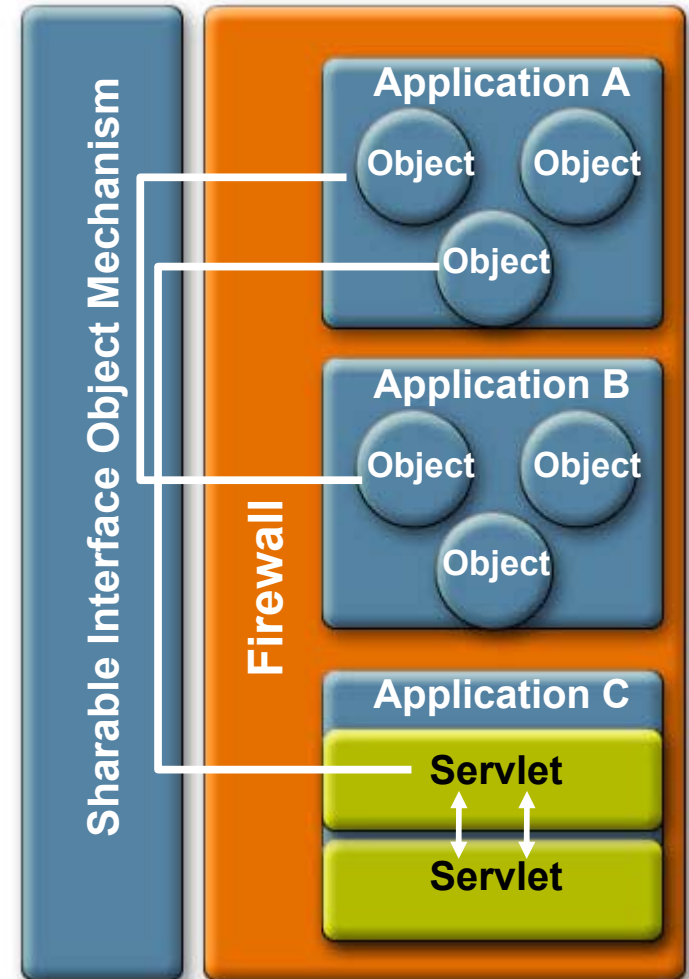 Sharable Interface Object Mechanism
Firewall
Application A
Object Object
Object
Application B
Object Object
Object
Application C
Servlet
Servlet